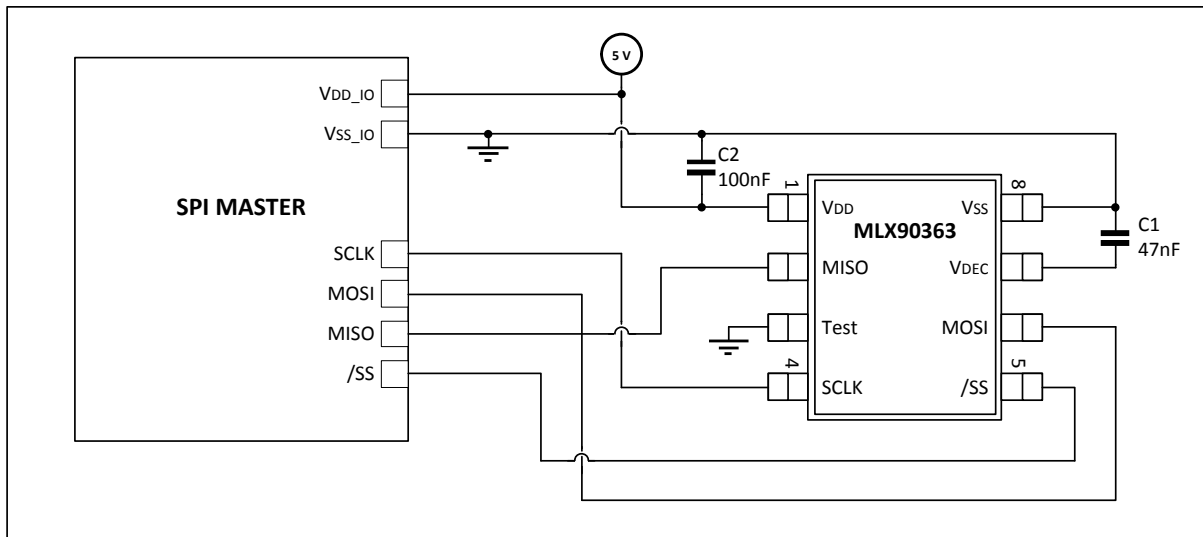 5 V
VDD_IO
VSS_IO
SPI MASTER
SCLK
MOSI
MISO
/SS
C2
100nF
1
8
VDD
VSS
MLX90363
C1
47nF
MISO
VDEC
Test
MOSI
4
5
SCLK
/SS